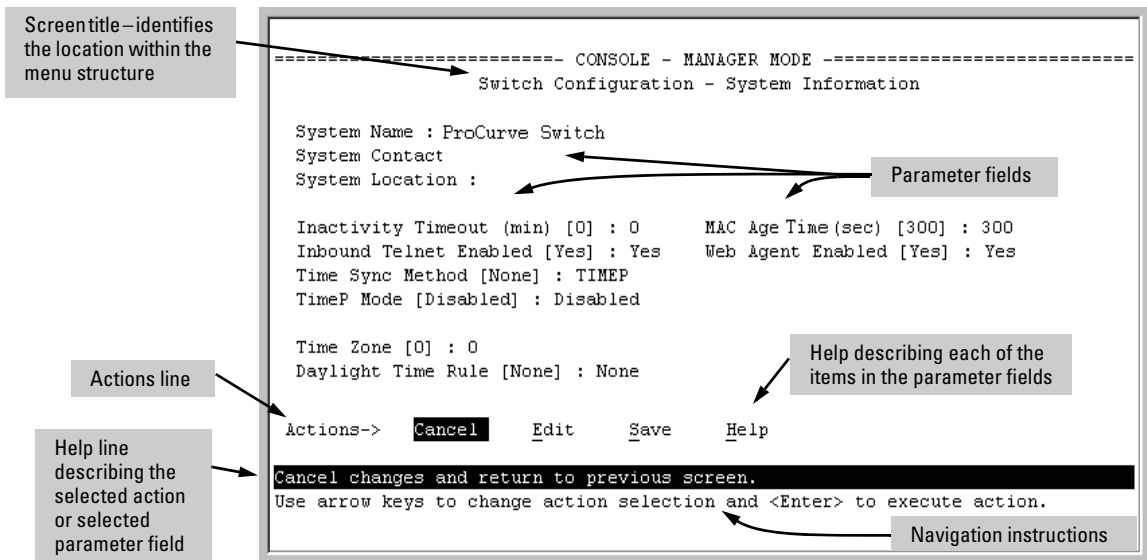 Screen title – identifies
the location within the
menu structure
==========================- CONSOLE - MANAGER MODE -============================
Switch Configuration - System Information
System Name : ProCurve Switch
System Contact
System Location :
Parameter fields
Inactivity Timeout (min) [0] : 0 MAC Age Time (sec) [300] : 300
Inbound Telnet Enabled [Yes] : Yes Web Agent Enabled [Yes] : Yes
Time Sync Method [None] : TIMEP
TimeP Mode [Disabled] : Disabled
Time Zone [0] : 0
Daylight Time Rule [None] : None
Help describing each of the
items in the parameter fields
Actions line
Actions-> Cancel Edit Save Help
Help line
describing the
selected action
or selected
parameter field
Cancel changes and return to previous screen.
Use arrow keys to change action selection and <Enter> to execute action.
Navigation instructions